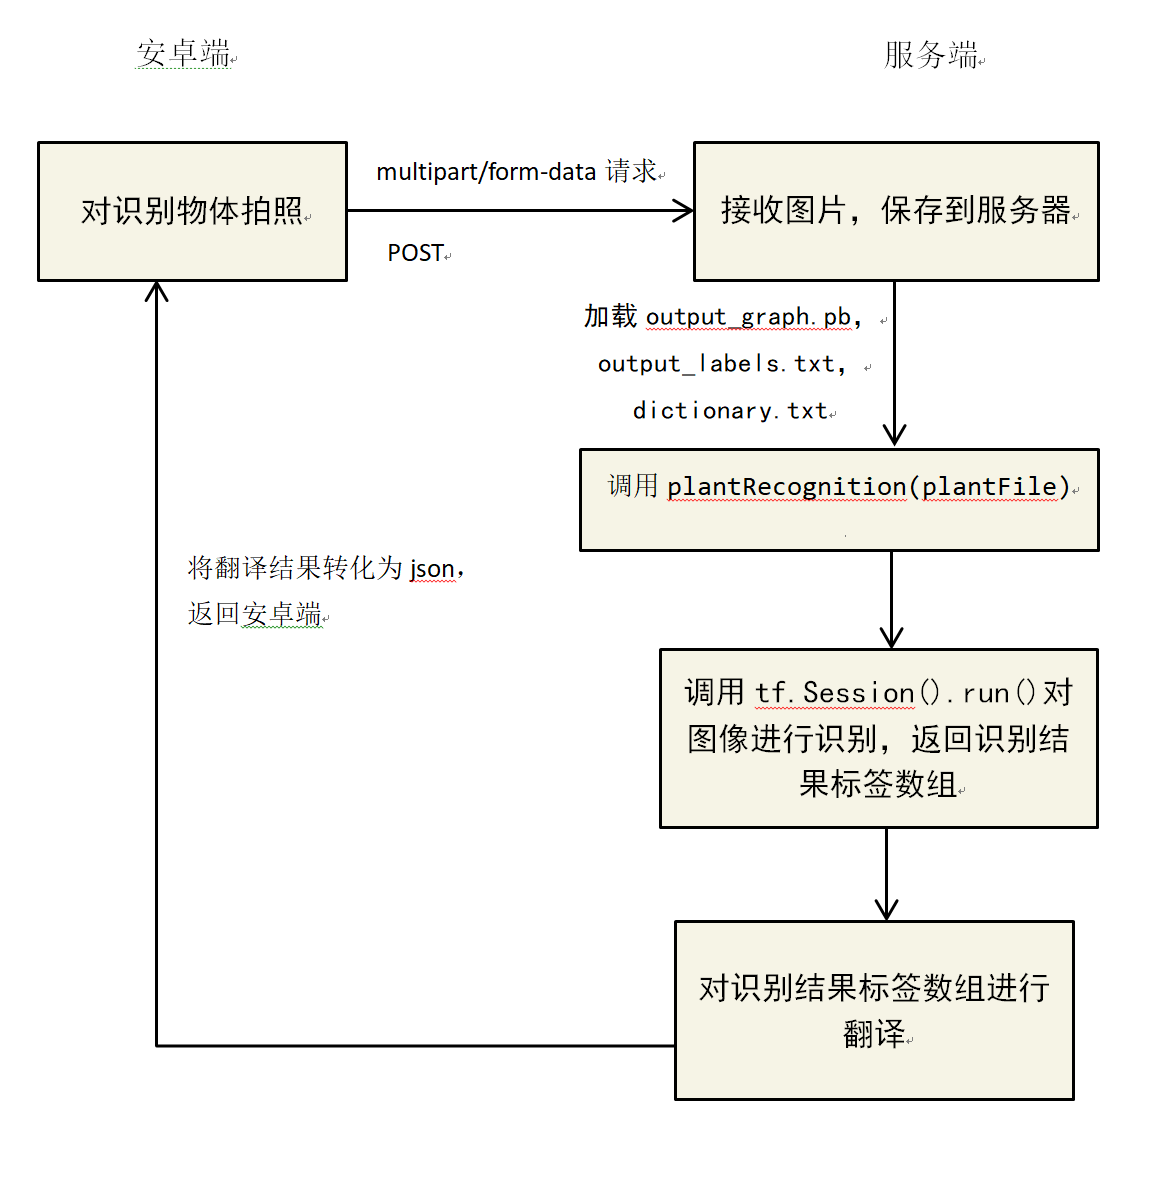 安卓端
服务端
对识别物体拍照
multipart/form-data 请求
POST
接收图片，保存到服务器
加载 output_graph.pb，
output_labels.txt，
dictionary.txt
调用 plantRecognition(plantFile)
将翻译结果转化为 json，
返回安卓端
调用 tf.Session().run()对
图像进行识别，返回识别结
果标签数组
对识别结果标签数组进行
翻译